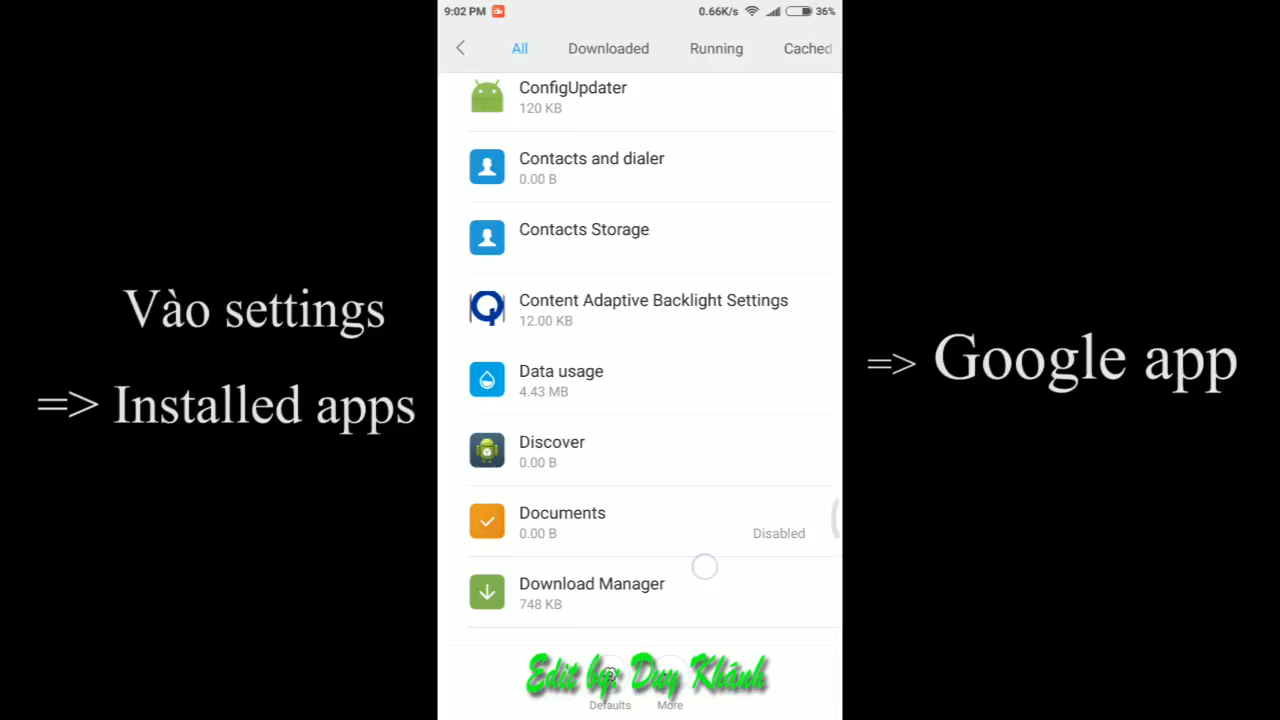 9:02 PM
0.66K/s
36%
All
Downloaded
Running
Cached
ConfigUpdater
120 KB
Contacts and dialer
0.00 B
Contacts Storage
Content Adaptive Backlight Settings
12.00 KB
Data usage
4.43 MB
Discover
0.00 B
Documents
0.00 B
Disabled
Download Manager
748 KB
Edit by: Duy Khánh
Defaults
More
Vào settings
=> Installed apps
=> Google app